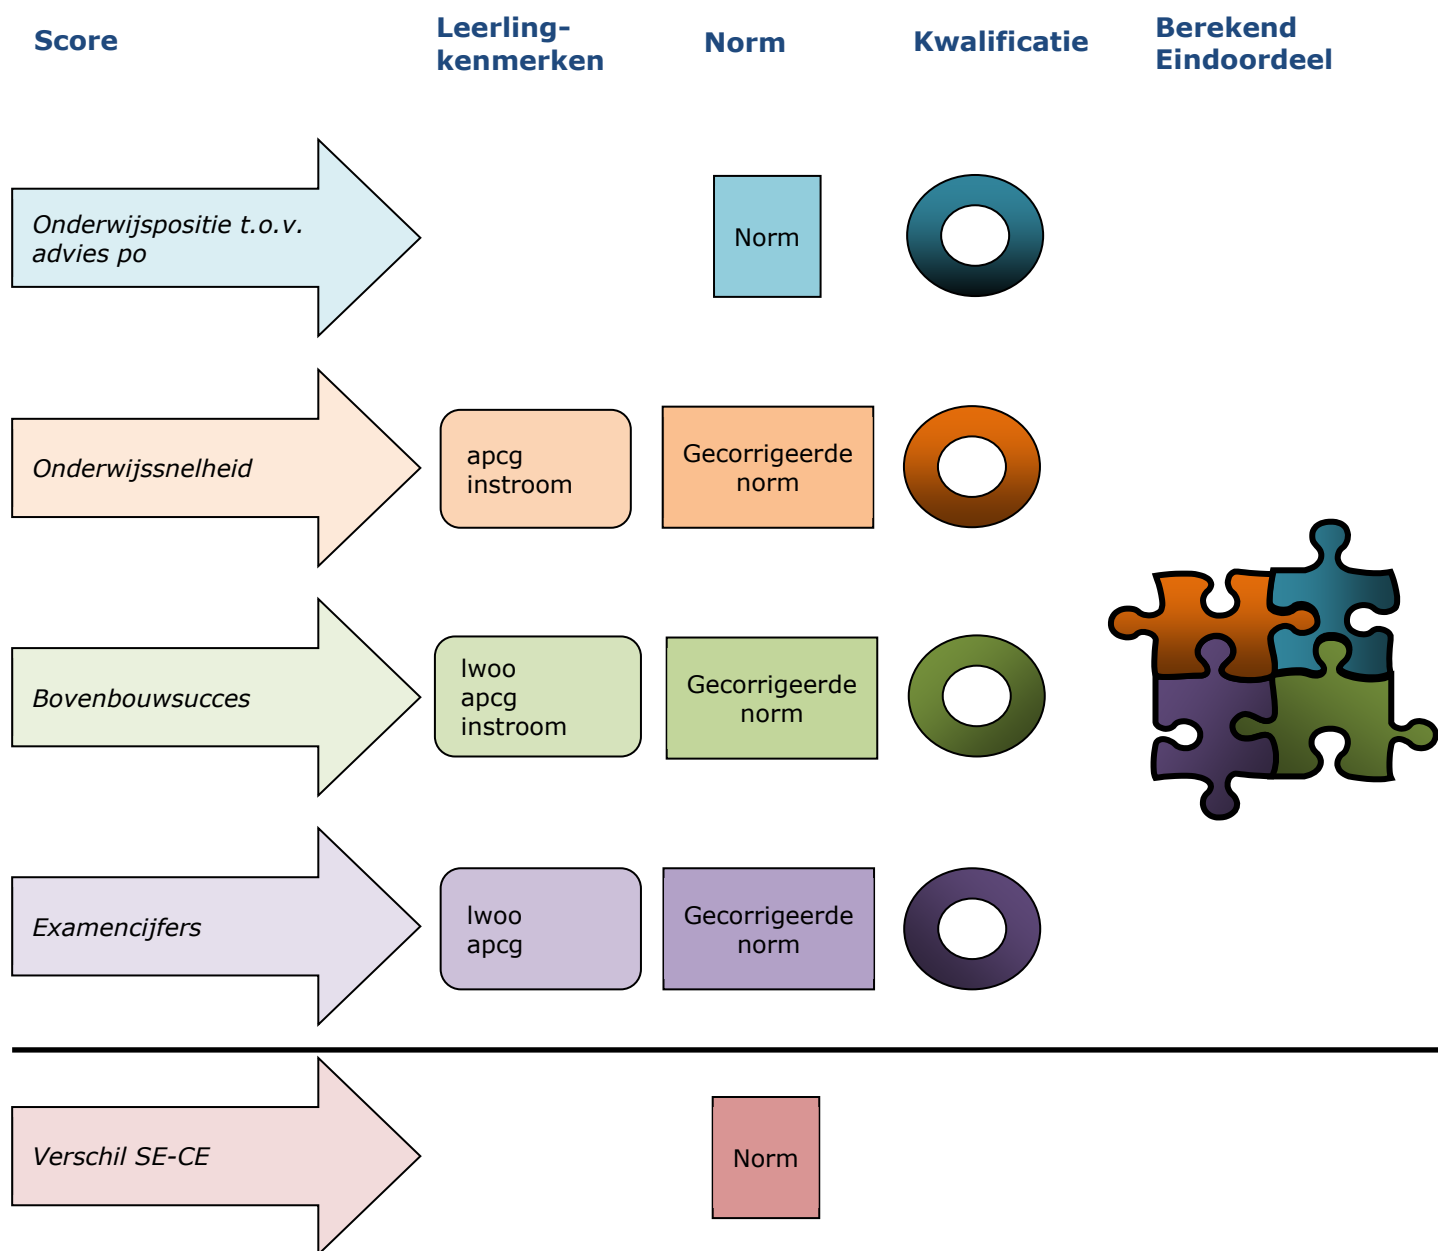 Score
Leerling-
kenmerken
Norm
Kwalificatie
Berekend
Eindoordeel
Onderwijspositie t.o.v.
advies po
Norm
Onderwijssnelheid
apcg
instroom
Gecorrigeerde
norm
Bovenbouwsucces
lwoo
apcg
instroom
Gecorrigeerde
norm
Examencijfers
lwoo
apcg
Gecorrigeerde
norm
Verschil SE-CE
Norm